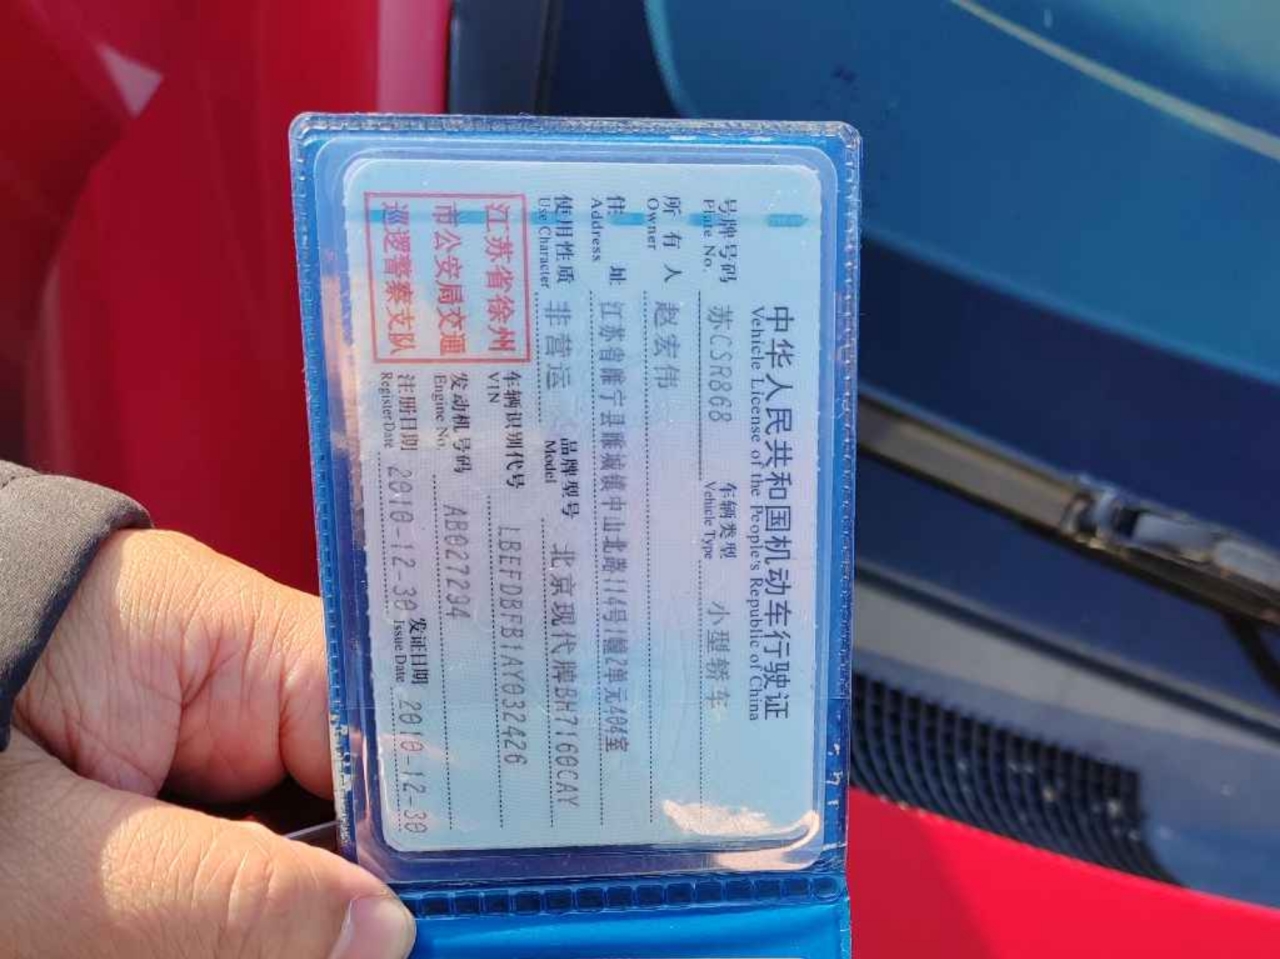 中华人民共和国机动车行驶证
Vehicle License of the People's Republic of China
号牌号码 苏CSR868 车辆类型 小型轿车
Plate No. Vehicle Type
所有人 赵宏伟
Owner
住址 江苏省睢宁县睢城镇中山北路114号1幢2单元404室
Address
使用性质 非营运 品牌型号 北京现代牌BH7160CAY
Use Character Model
江苏省徐州
市公安局交通
巡逻警察支队
车辆识别代号 LBEFDBFB1AY032426
VIN
发动机号码 AB027294
Engine No.
注册日期 2010-12-30 发证日期 2010-12-30
Register Date Issue Date